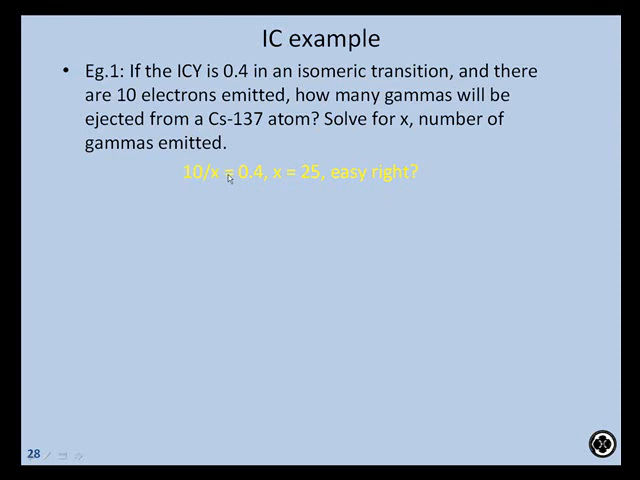 IC example
• Eg.1: If the ICY is 0.4 in an isomeric transition, and there
are 10 electrons emitted, how many gammas will be
ejected from a Cs-137 atom? Solve for x, number of
gammas emitted.
10/x = 0.4, x = 25, easy right?
28